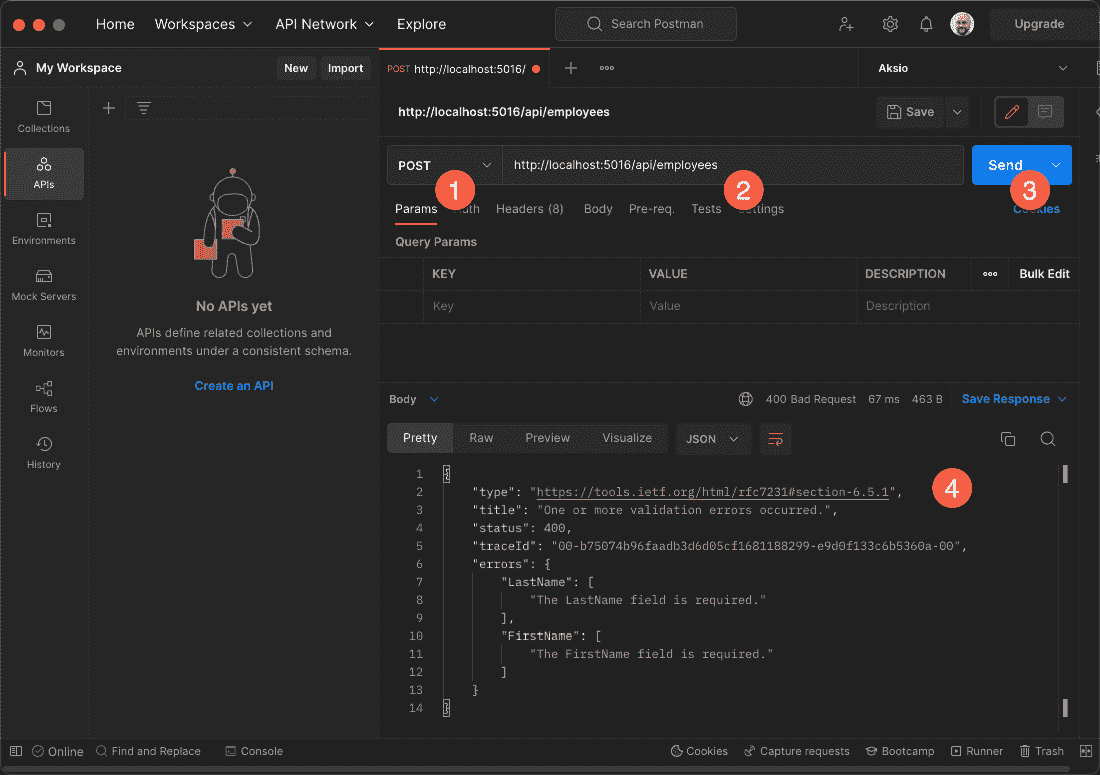 Home Workspaces API Network Explore Search Postman Upgrade
My Workspace New Import POST http://localhost:5016/ Aksio
http://localhost:5016/api/employees Save
Collections
APIs
Environments
Mock Servers
Monitors
Flows
History
No APIs yet
APIs define related collections and
environments under a consistent schema.
Create an API
POST http://localhost:5016/api/employees Send
1 2 3
Params Auth Headers (8) Body Pre-req. Tests Settings Cookies
Query Params
KEY VALUE DESCRIPTION Bulk Edit
Key Value Description
Body 400 Bad Request 67 ms 463 B Save Response
Pretty Raw Preview Visualize JSON
4
1 {
2 "type": "https://tools.ietf.org/html/rfc7231#section-6.5.1",
3 "title": "One or more validation errors occurred.",
4 "status": 400,
5 "traceId": "00-b75074b96faadb3d6d05cf1681188299-e9d0f133c6b5360a-00",
6 "errors": {
7 "LastName": [
8 "The LastName field is required."
9 ],
10 "FirstName": [
11 "The FirstName field is required."
12 ]
13 }
14 }
Online Find and Replace Console Cookies Capture requests Bootcamp Runner Trash